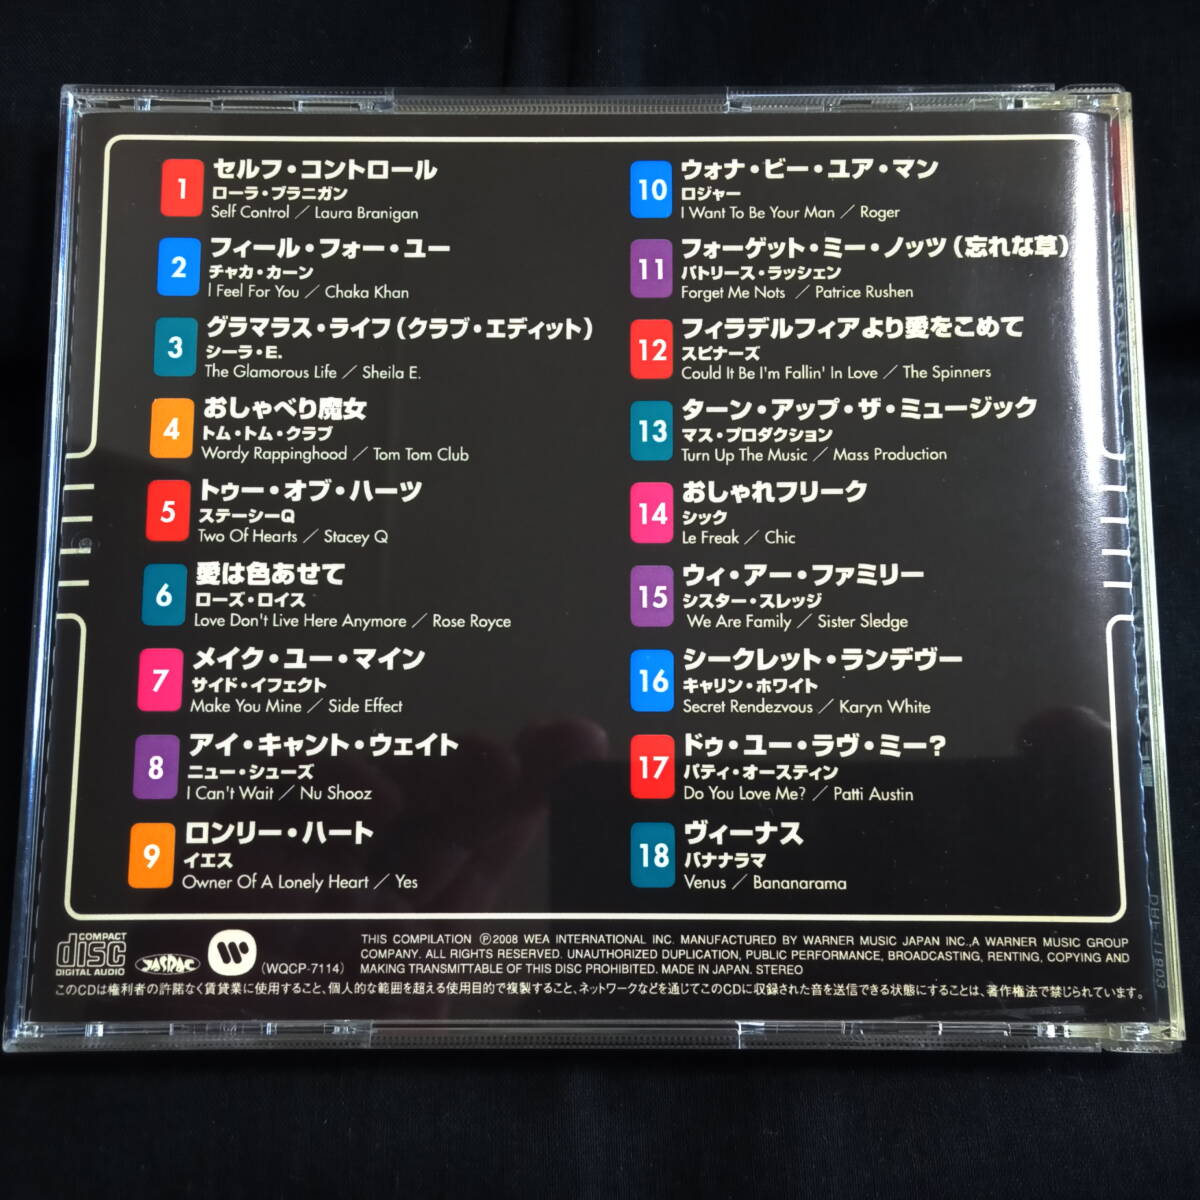 1
セルフ・コントロール
ローラ・ブラニガン
Self Control ／ Laura Branigan
2
フィール・フォー・ユー
チャカ・カーン
I Feel For You ／ Chaka Khan
3
グラマラス・ライフ（クラブ・エディット）
シーラ・E.
The Glamorous Life ／ Sheila E.
4
おしゃべり魔女
トム・トム・クラブ
Wordy Rappinghood ／ Tom Tom Club
5
トゥー・オブ・ハーツ
ステーシーQ
Two Of Hearts ／ Stacey Q
6
愛は色あせて
ローズ・ロイス
Love Don't Live Here Anymore ／ Rose Royce
7
メイク・ユー・マイン
サイド・イフェクト
Make You Mine ／ Side Effect
8
アイ・キャント・ウェイト
ニュー・シューズ
I Can't Wait ／ Nu Shooz
9
ロンリー・ハート
イエス
Owner Of A Lonely Heart ／ Yes
10
ウォナ・ビー・ユア・マン
ロジャー
I Want To Be Your Man ／ Roger
11
フォーゲット・ミー・ノッツ（忘れな草）
パトリース・ラッシェン
Forget Me Nots ／ Patrice Rushen
12
フィラデルフィアより愛をこめて
スピナーズ
Could It Be I'm Fallin' In Love ／ The Spinners
13
ターン・アップ・ザ・ミュージック
マス・プロダクション
Turn Up The Music ／ Mass Production
14
おしゃれフリーク
シック
Le Freak ／ Chic
15
ウィ・アー・ファミリー
シスター・スレッジ
We Are Family ／ Sister Sledge
16
シークレット・ランデヴー
キャリン・ホワイト
Secret Rendezvous ／ Karyn White
17
ドゥ・ユー・ラヴ・ミー？
パティ・オースティン
Do You Love Me? ／ Patti Austin
18
ヴィーナス
バナナラマ
Venus ／ Bananarama
COMPACT
disc
DIGITAL AUDIO
JASRAC
(WQCP-7114)
THIS COMPILATION ℗2008 WEA INTERNATIONAL INC. MANUFACTURED BY WARNER MUSIC JAPAN INC.,A WARNER MUSIC GROUP
COMPANY. ALL RIGHTS RESERVED. UNAUTHORIZED DUPLICATION, PUBLIC PERFORMANCE, BROADCASTING, RENTING, COPYING AND
MAKING TRANSMITTABLE OF THIS DISC PROHIBITED. MADE IN JAPAN. STEREO
このCDは権利者の許諾なく賃貸業に使用すること、個人的な範囲を超える使用目的で複製すること、ネットワークなどを通じてこのCDに収録された音を送信できる状態にすることは、著作権法で禁じられています。